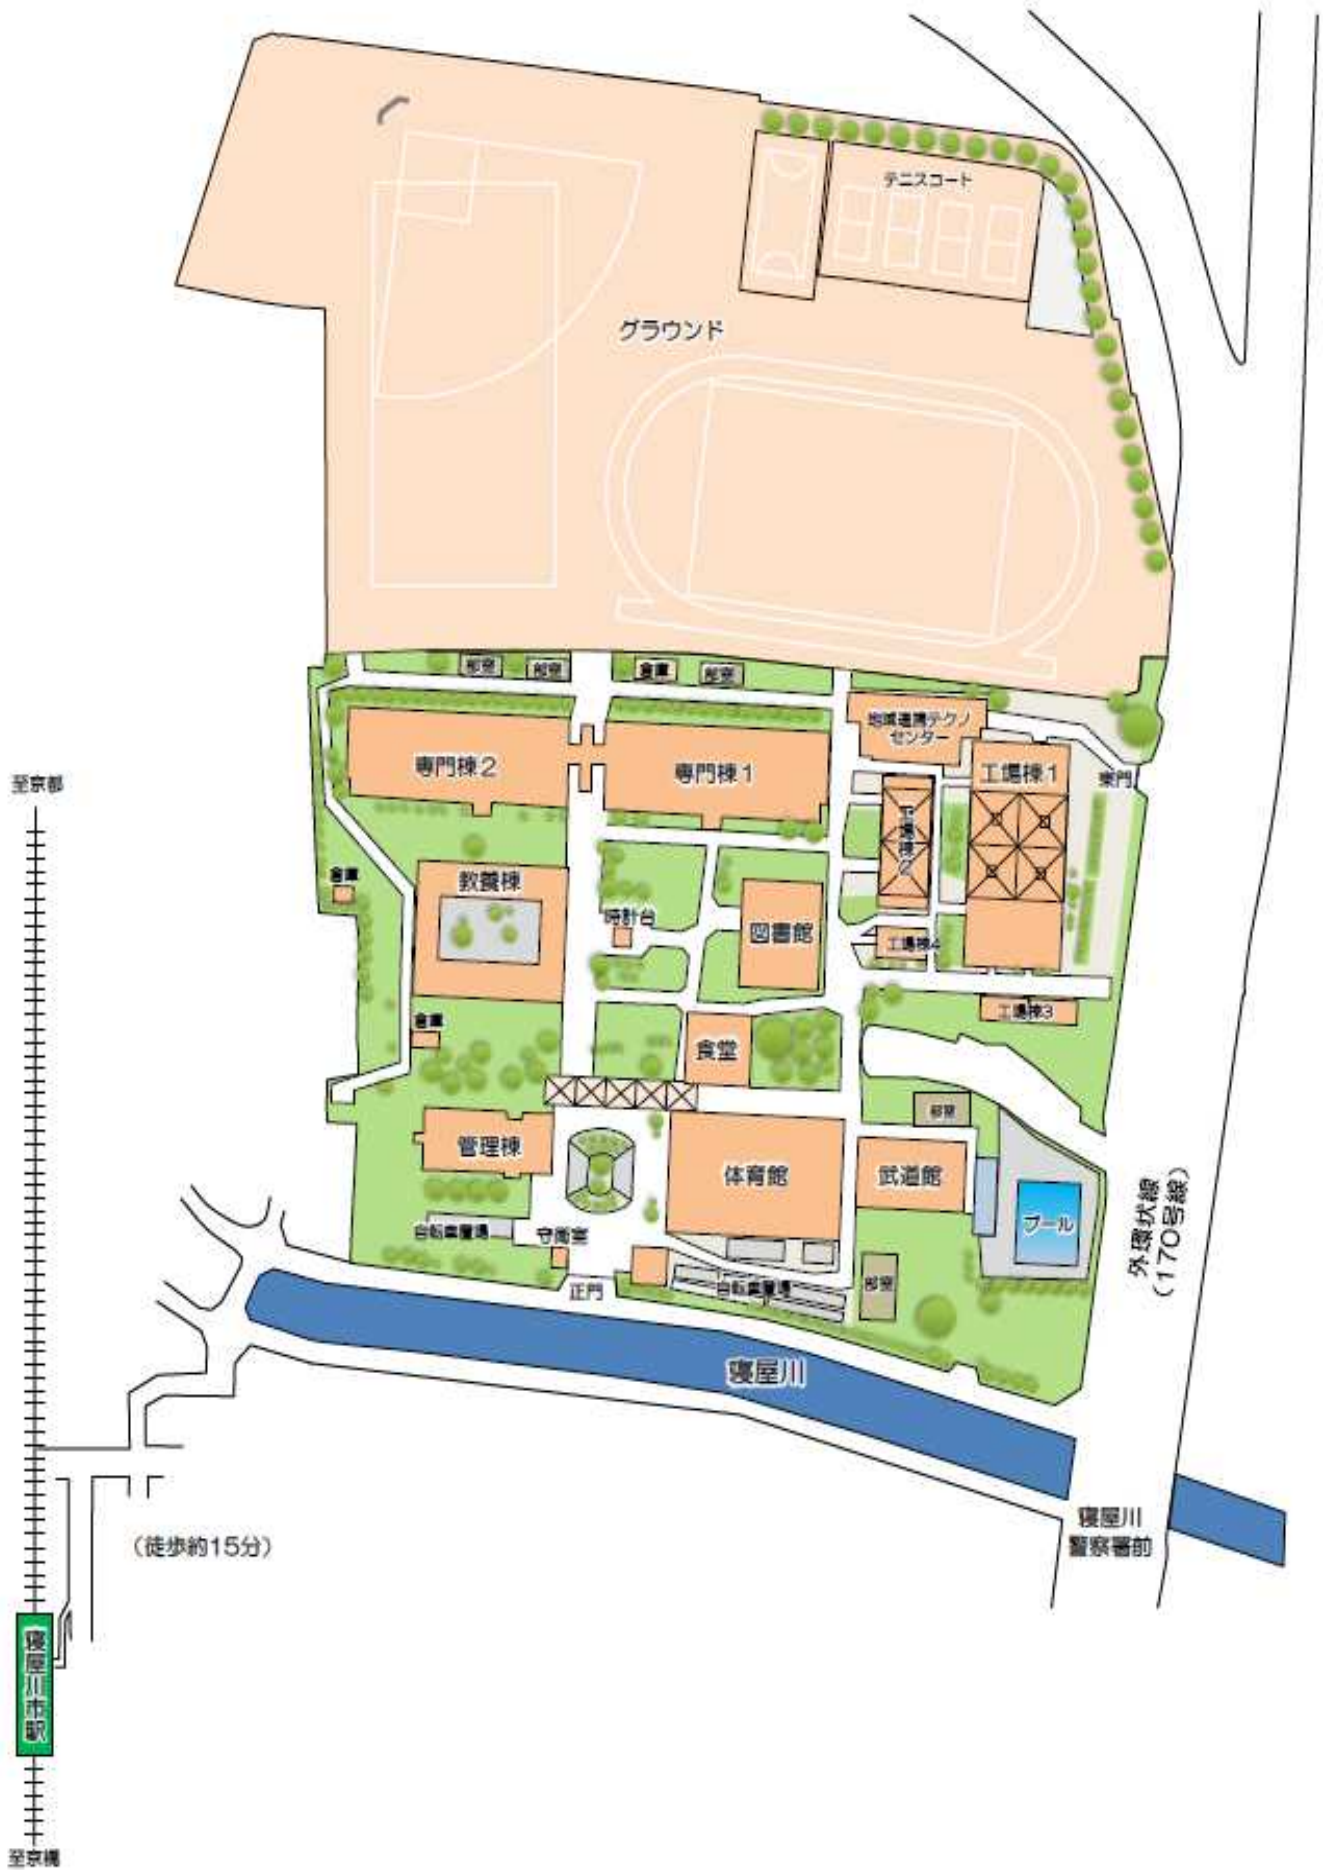 テニスコート
グラウンド
部室
部室
倉庫
部室
地域連携テクノ
センター
専門棟2
専門棟1
工場棟1
東門
至京都
工場棟2
教養棟
倉庫
時計台
図書館
工場棟4
工場棟3
倉庫
食堂
部室
管理棟
体育館
武道館
プール
外環状線
(170号線)
自転車置場
守衛室
正門
自転車置場
部室
寝屋川
寝屋川
警察署前
(徒歩約15分)
寝屋川市駅
至京橋